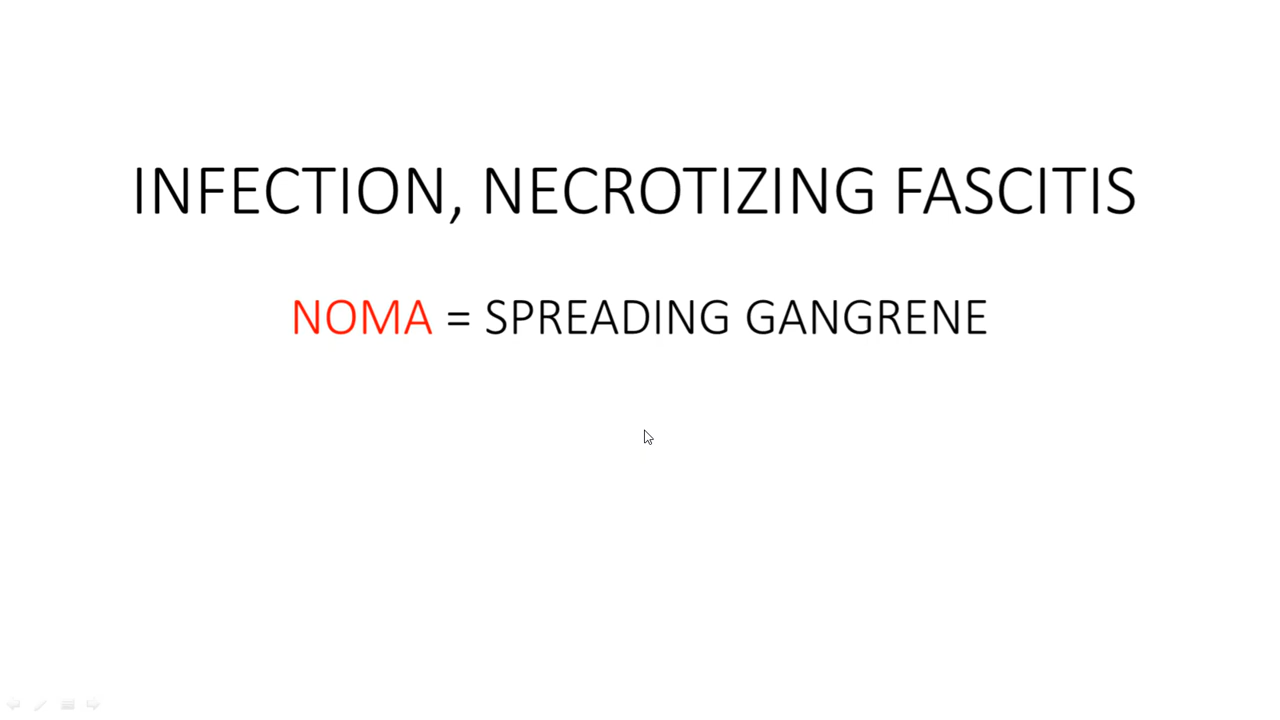 INFECTION, NECROTIZING FASCITIS
NOMA = SPREADING GANGRENE